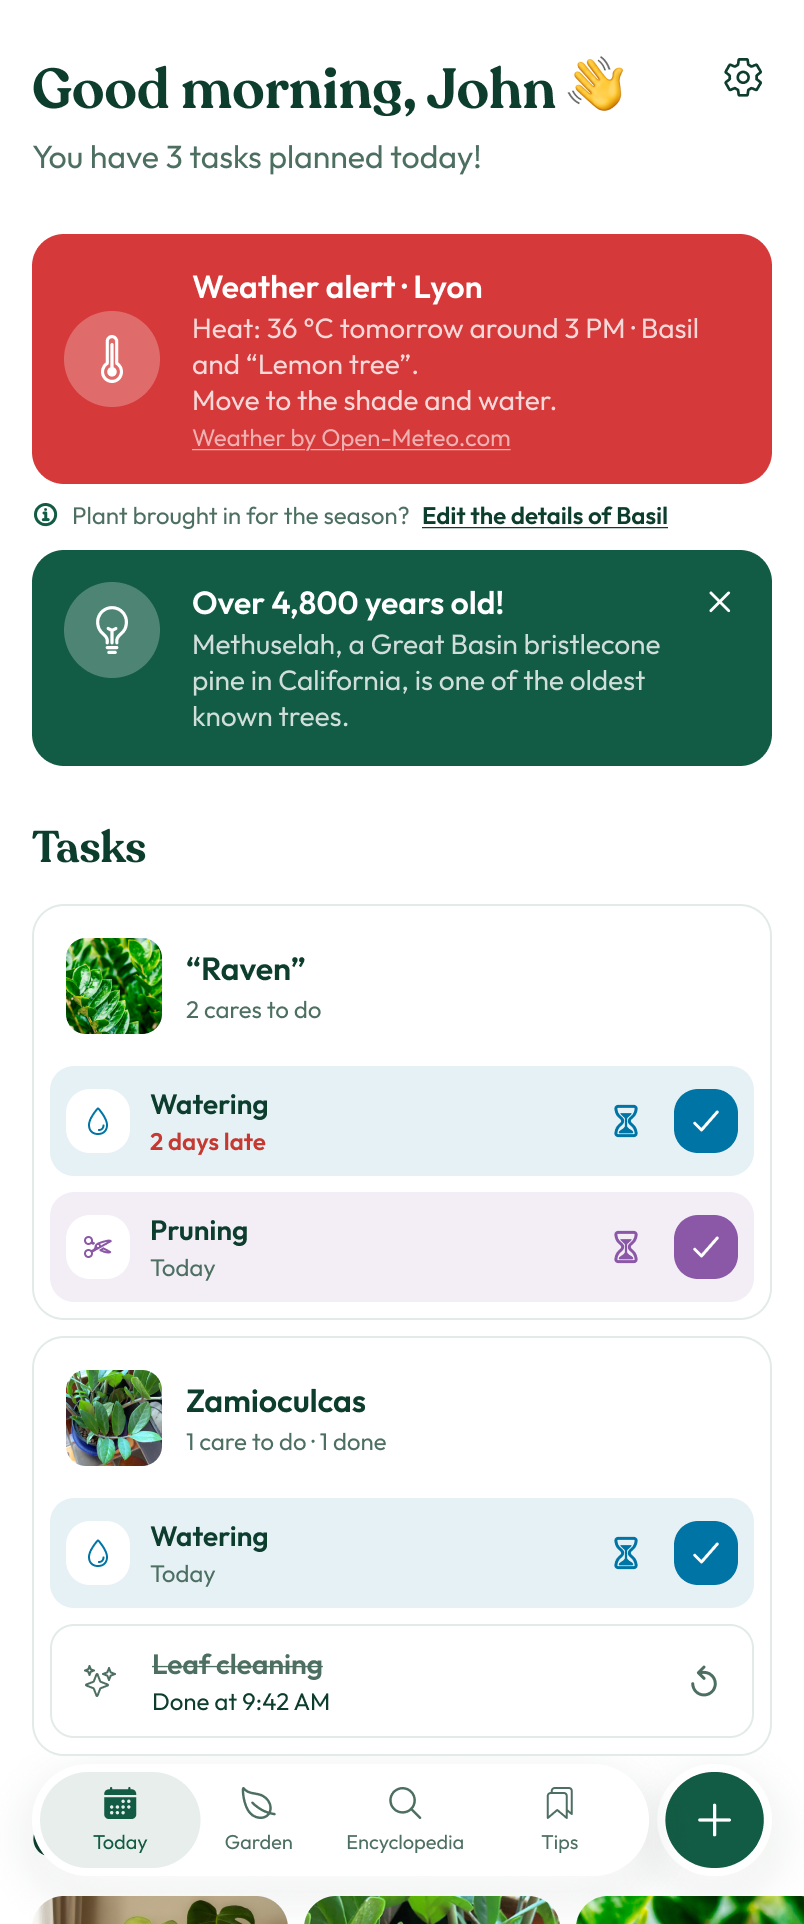 Good morning, John 👋
You have 3 tasks planned today!
Weather alert · Lyon
Heat: 36 °C tomorrow around 3 PM · Basil
and “Lemon tree”.
Move to the shade and water.
Weather by Open-Meteo.com
Plant brought in for the season? Edit the details of Basil
Over 4,800 years old!
Methuselah, a Great Basin bristlecone
pine in California, is one of the oldest
known trees.
Tasks
“Raven”
2 cares to do
Watering
2 days late
Pruning
Today
Zamioculcas
1 care to do · 1 done
Watering
Today
Leaf cleaning
Done at 9:42 AM
Today
Garden
Encyclopedia
Tips